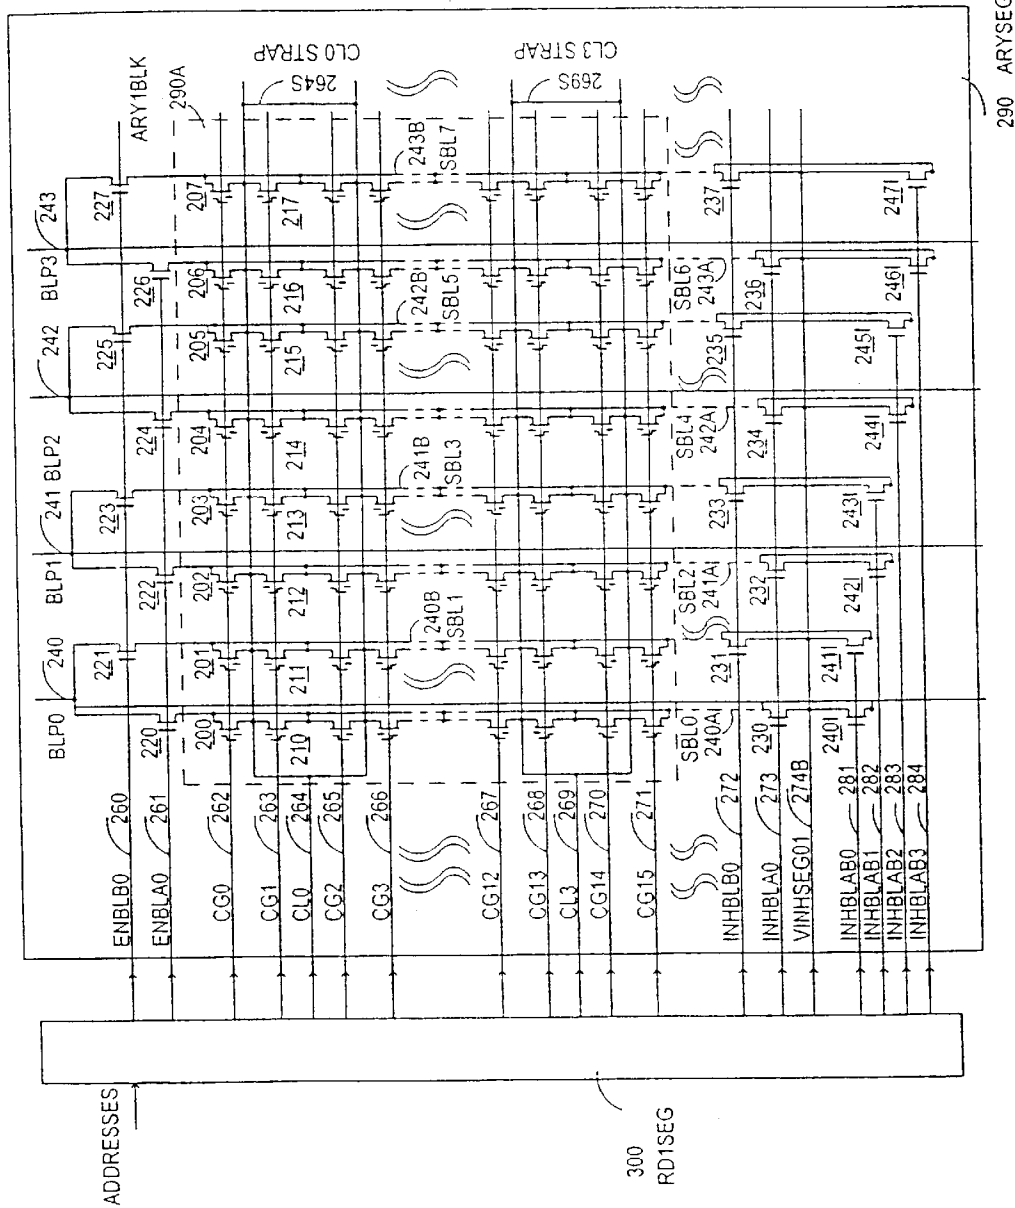 ADDRESSES
300
RD1SEG
290 ARYSEG
ENBLB0 260
ENBLA0 261
CG0 262
CG1 263
CL0 264
CG2 265
CG3 266
CG12 267
CG13 268
CL3 269
CG14 270
CG15 271
INHBLB0 272
INHBLA0 273
VINHSEG01 274B
INHBLAB0 281
INHBLAB1 282
INHBLAB2 283
INHBLAB3 284
BLP0 240
BLP1 241
BLP2 242
BLP3 243
221 223 225 227
220 222 224 226
ARY1BLK
290A
200 201 202 203 204 205 206 207
210 211 212 213 214 215 216 217
CL0 STRAP
264S
CL3 STRAP
269S
240B 241B 242B 243B
SBL1 SBL3 SBL5 SBL7
SBL0 SBL2 SBL4 SBL6
240A 241A 242A 243A
231 233 235 237
230 232 234 236
240I 241I 242I 243I 244I 245I 246I 247I